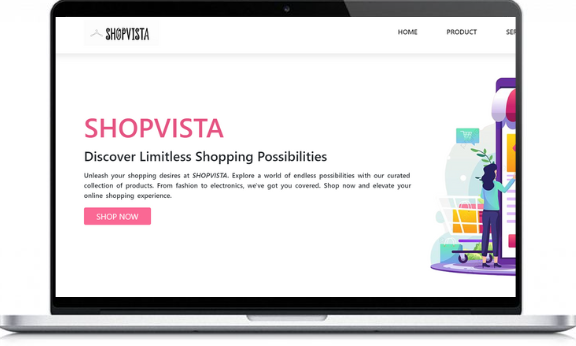 SHOPVISTA
HOME PRODUCT SER
SHOPVISTA
Discover Limitless Shopping Possibilities
Unleash your shopping desires at SHOPVISTA. Explore a world of endless possibilities with our curated
collection of products. From fashion to electronics, we've got you covered. Shop now and elevate your
online shopping experience.
SHOP NOW